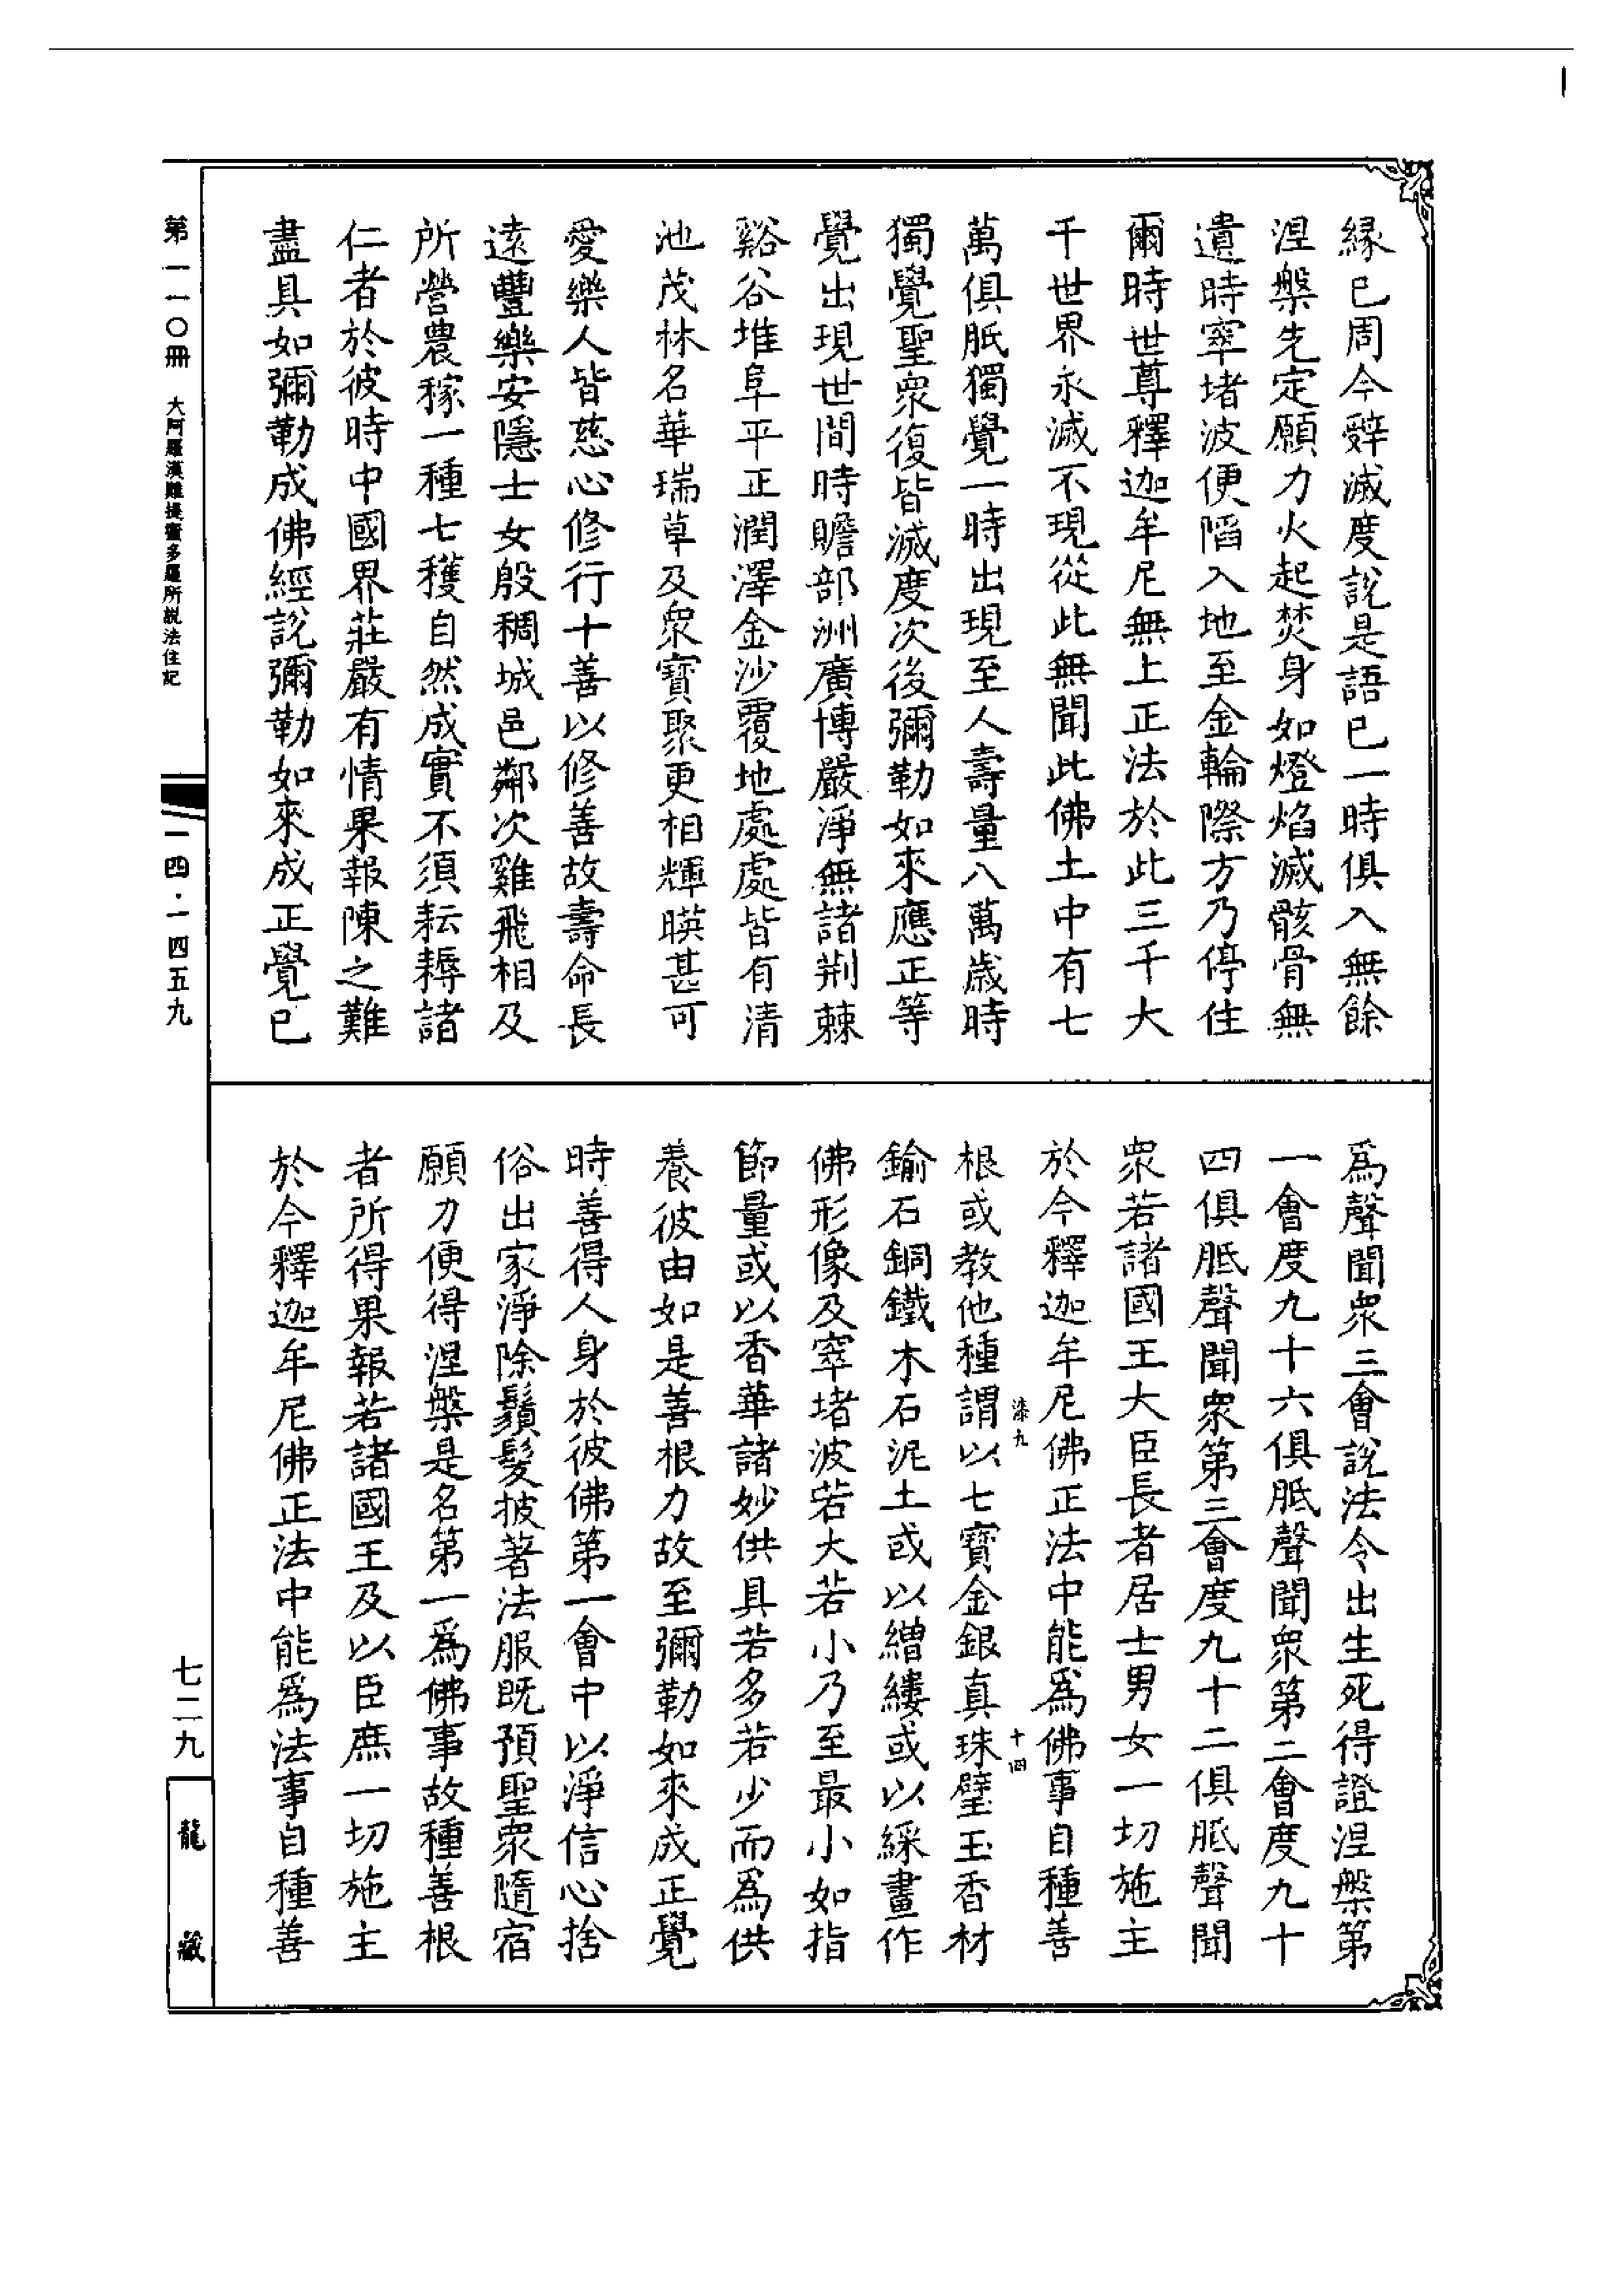 緣已周今辤滅度說是語已一時俱入無餘
涅槃先定願力火起焚身如燈焰滅骸骨無
遺時窣堵波便陷入地至金輪際方乃停住
爾時世尊釋迦牟尼無上正法於此三千大
千世界永滅不現從此無間此佛土中有七
萬俱胝獨覺一時出現至人壽量八萬歲時
獨覺聖衆復皆滅度次後彌勒如來應正等
覺出現世間時贍部洲廣博嚴淨無諸荆棘
谿谷堆阜平正潤澤金沙覆地處處皆有清
池茂林名華瑞草及衆寶聚更相輝暎甚可
愛樂人皆慈心修行十善以修善故壽命長
遠豐樂安隱士女殷稠城邑鄰次雞飛相及
所營農稼一種七穫自然成實不須耘耨諸
仁者於彼時中國界莊嚴有情果報陳之難
盡具如彌勒成佛經說彌勒如來成正覺已
爲聲聞衆三會說法令出生死得證涅槃第
一會度九十六俱胝聲聞衆第二會度九十
四俱胝聲聞衆第三會度九十二俱胝聲聞
衆若諸國王大臣長者居士男女一切施主
於今釋迦牟尼佛正法中能爲佛事自種善
漆九
十四
根或教他種謂以七寶金銀真珠璧玉香材
鍮石銅鐵木石泥土或以繒縷或以綵畫作
佛形像及窣堵波若大若小乃至最小如指
節量或以香華諸妙供具若多若少而爲供
養彼由如是善根力故至彌勒如來成正覺
時善得人身於彼佛第一會中以淨信心捨
俗出家淨除鬚髮披著法服旣預聖衆隨宿
願力便得涅槃是名第一爲佛事故種善根
者所得果報若諸國王及以臣庶一切施主
於今釋迦牟尼佛正法中能爲法事自種善
第一一〇冊　大阿羅漢難提蜜多羅所說法住記
一四·一四五九
七二九
龍藏